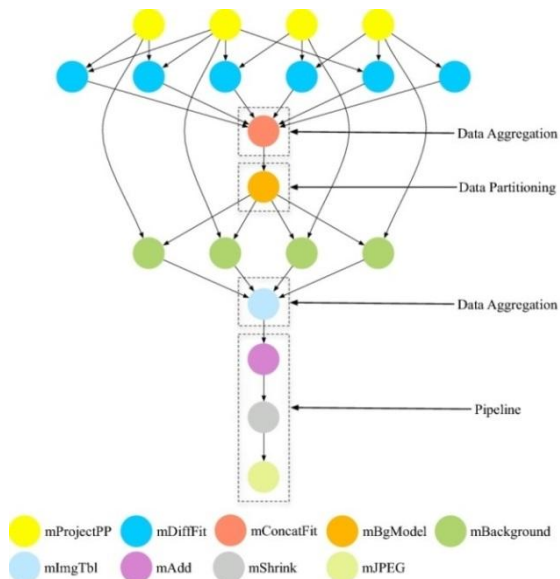 Data Aggregation
Data Partitioning
Data Aggregation
Pipeline
mProjectPP mDiffFit mConcatFit mBgModel mBackground
mImgTbl mAdd mShrink mJPEG